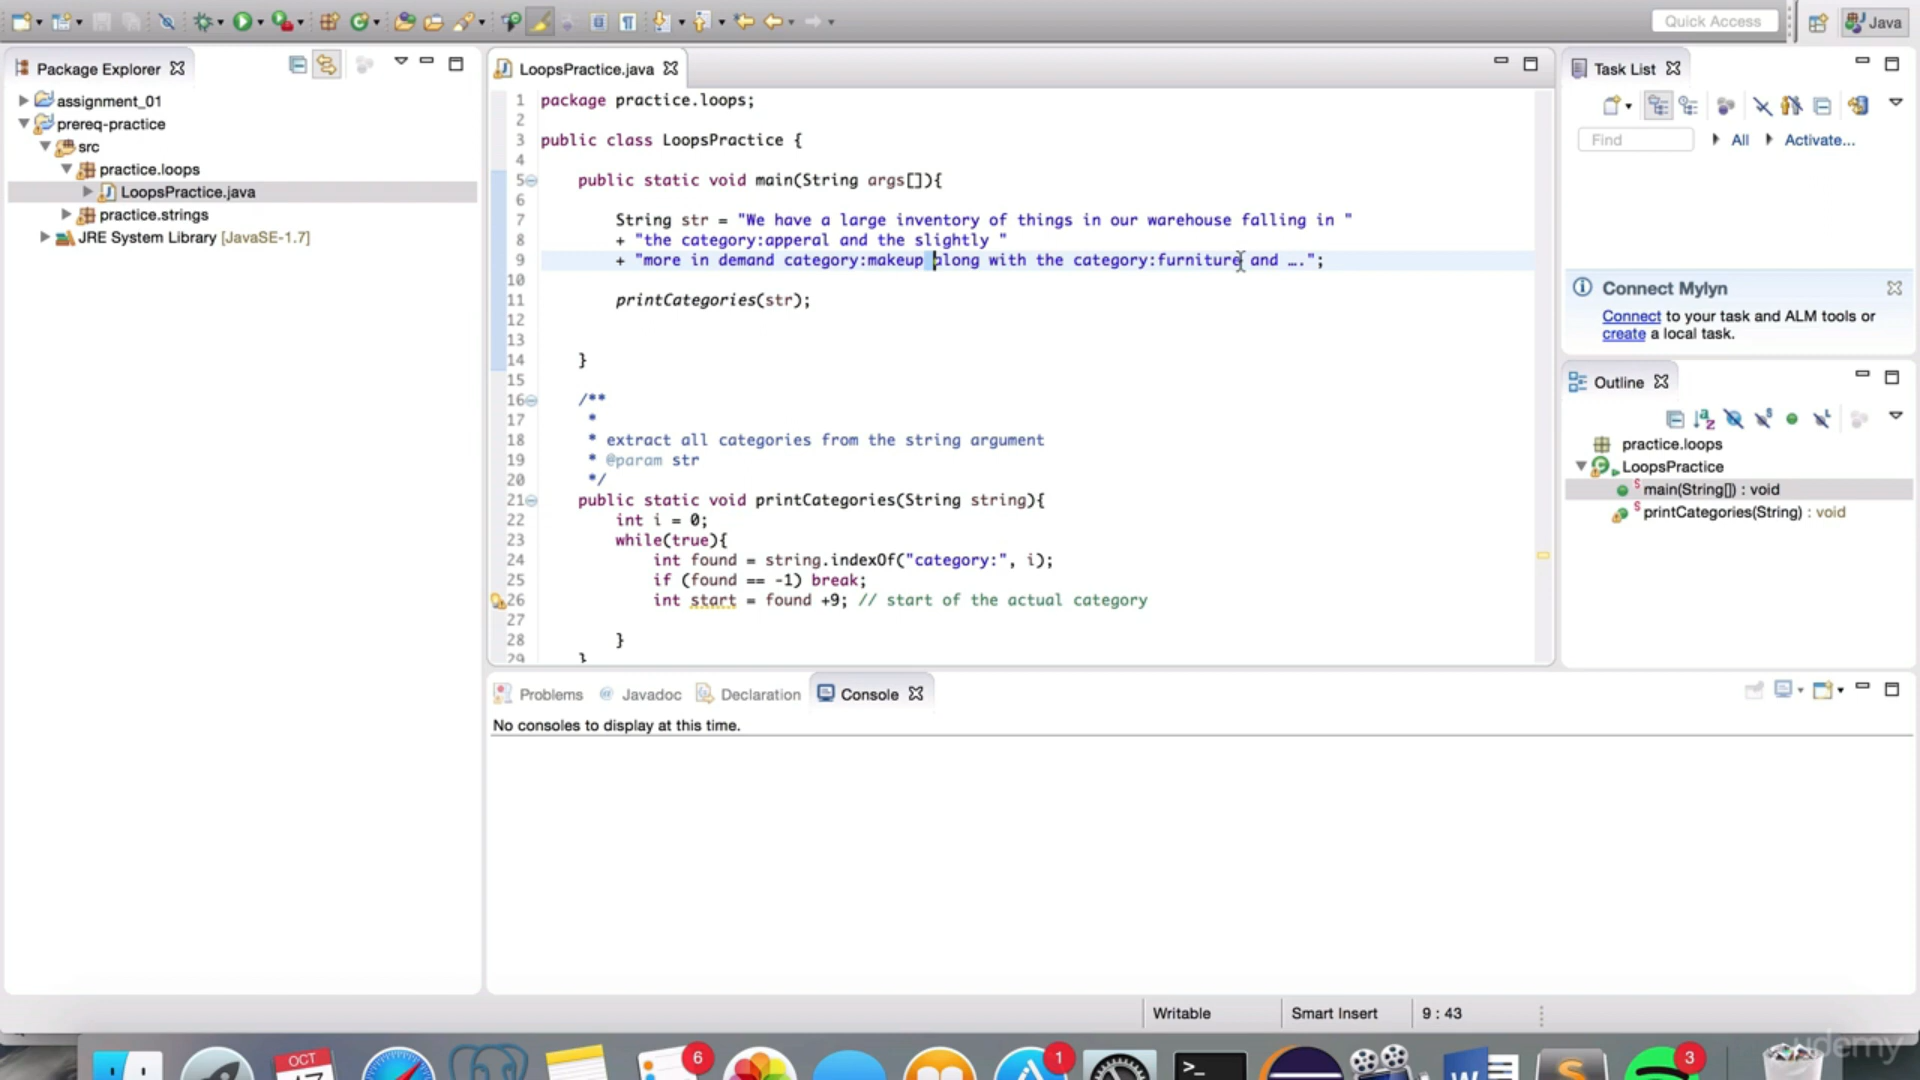 Quick Access
Java
Package Explorer
assignment_01
prereq-practice
src
practice.loops
LoopsPractice.java
practice.strings
JRE System Library [JavaSE-1.7]
LoopsPractice.java
1 package practice.loops;
2
3 public class LoopsPractice {
4
5 public static void main(String args[]){
6
7 String str = "We have a large inventory of things in our warehouse falling in "
8 + "the category:apperal and the slightly "
9 + "more in demand category:makeup along with the category:furniture and ….";
10
11 printCategories(str);
12
13
14 }
15
16 /**
17 *
18 * extract all categories from the string argument
19 * @param str
20 */
21 public static void printCategories(String string){
22 int i = 0;
23 while(true){
24 int found = string.indexOf("category:", i);
25 if (found == -1) break;
26 int start = found +9; // start of the actual category
27
28 }
29 }
Task List
Find
All
Activate...
Connect Mylyn
Connect to your task and ALM tools or
create a local task.
Outline
practice.loops
LoopsPractice
main(String[]) : void
printCategories(String) : void
Problems
Javadoc
Declaration
Console
No consoles to display at this time.
Writable
Smart Insert
9 : 43
OCT
17
6
1
3
udemy